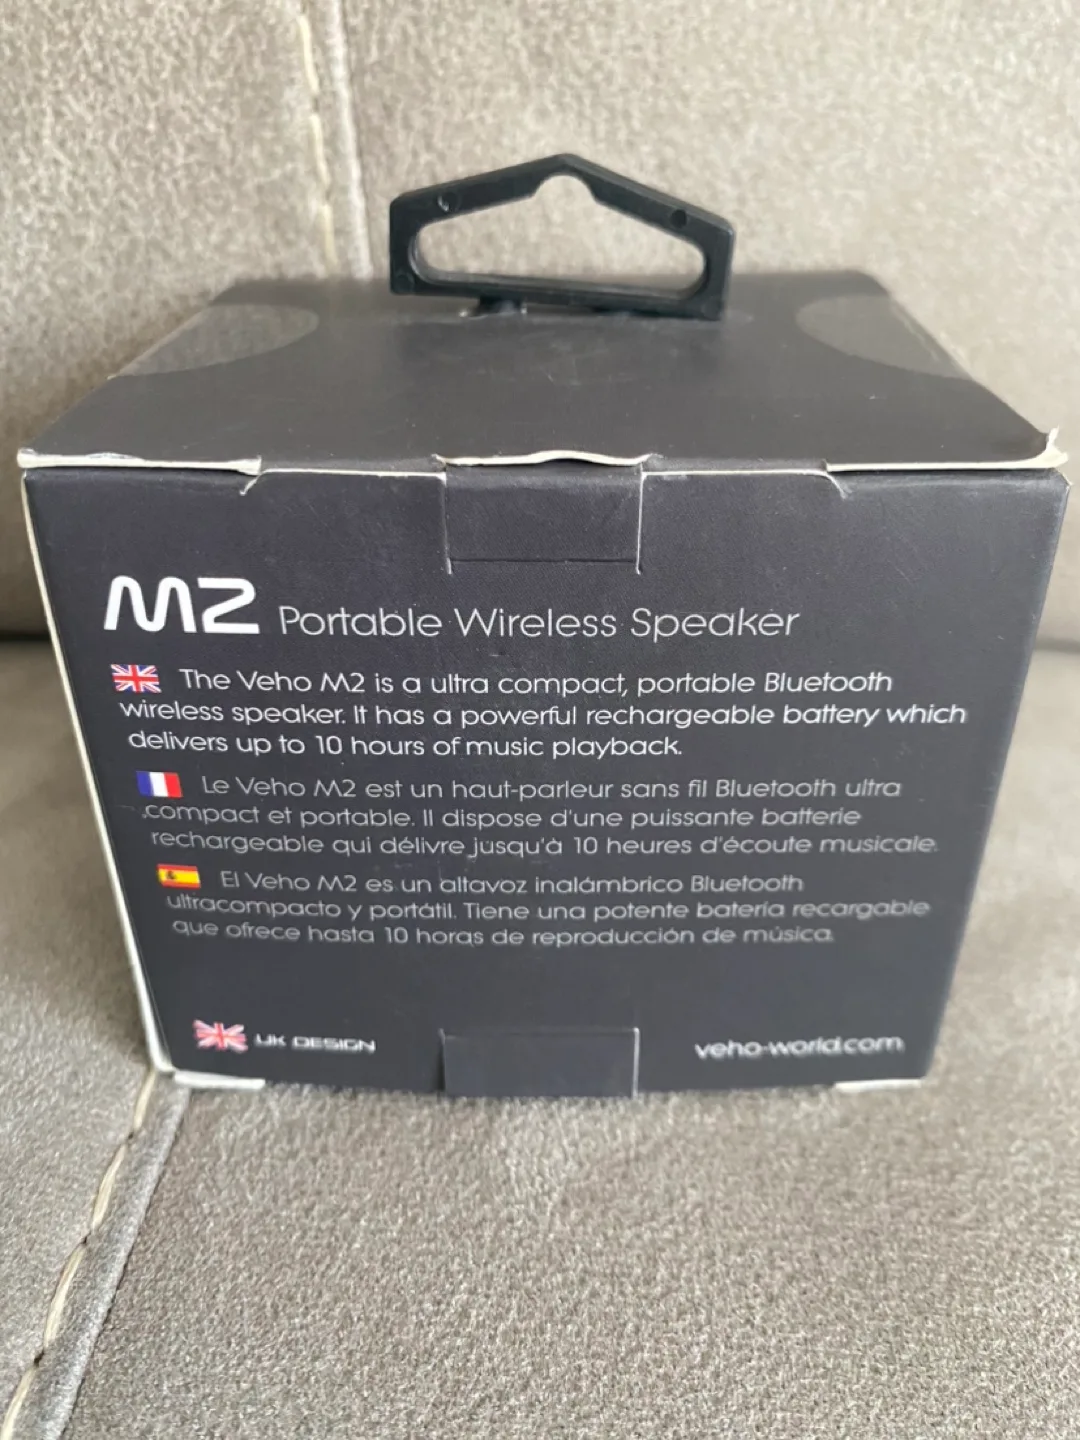 M2 Portable Wireless Speaker
The Veho M2 is a ultra compact, portable Bluetooth
wireless speaker. It has a powerful rechargeable battery which
delivers up to 10 hours of music playback.
Le Veho M2 est un haut-parleur sans fil Bluetooth ultra
compact et portable. Il dispose d'une puissante batterie
rechargeable qui délivre jusqu'à 10 heures d'écoute musicale.
El Veho M2 es un altavoz inalámbrico Bluetooth
ultracompacto y portátil. Tiene una potente batería recargable
que ofrece hasta 10 horas de reproducción de música.
UK DESIGN
veho-world.com